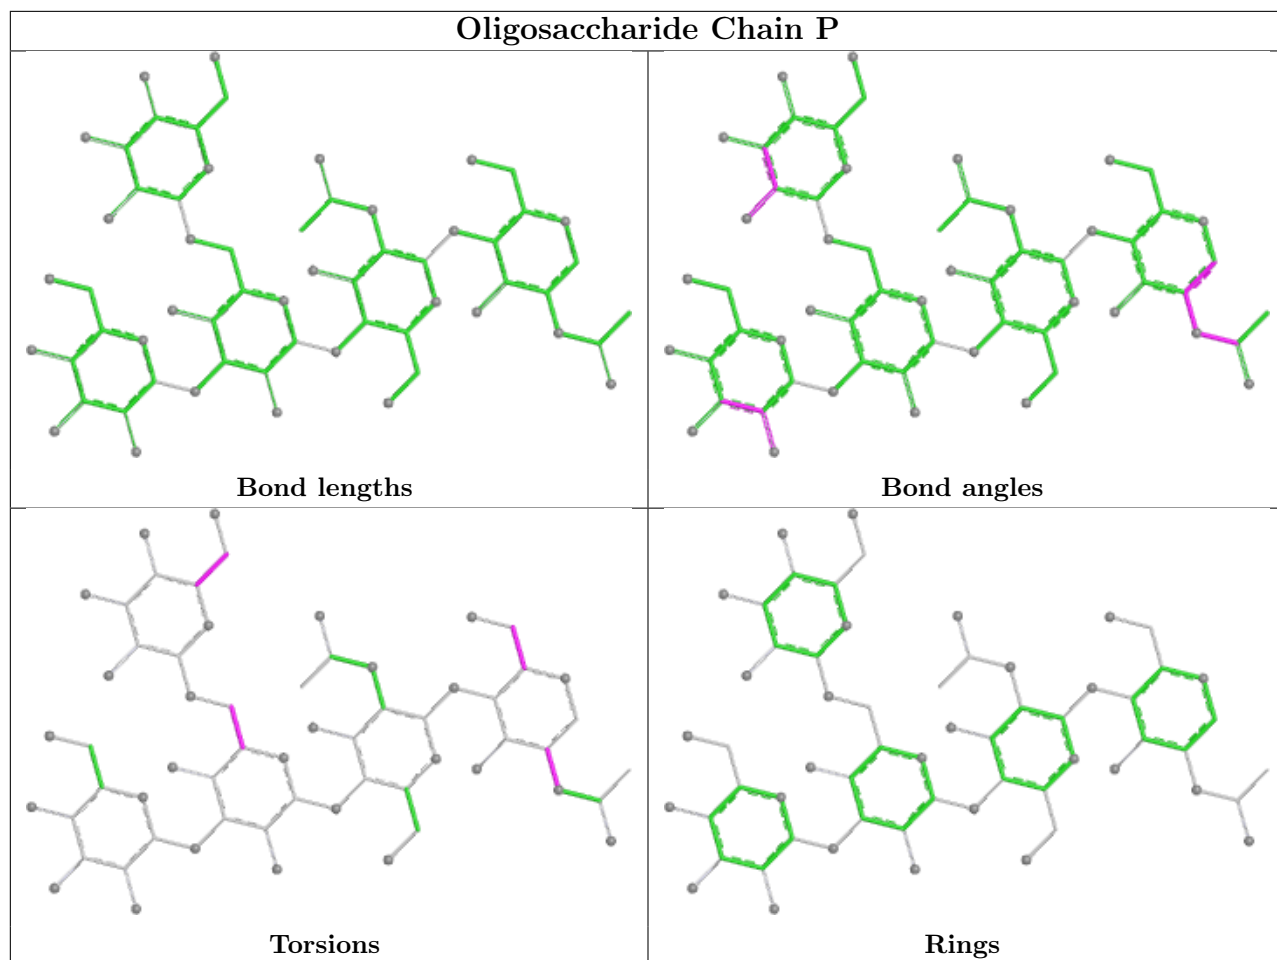 Oligosaccharide Chain P
Bond lengths
Bond angles
Torsions
Rings